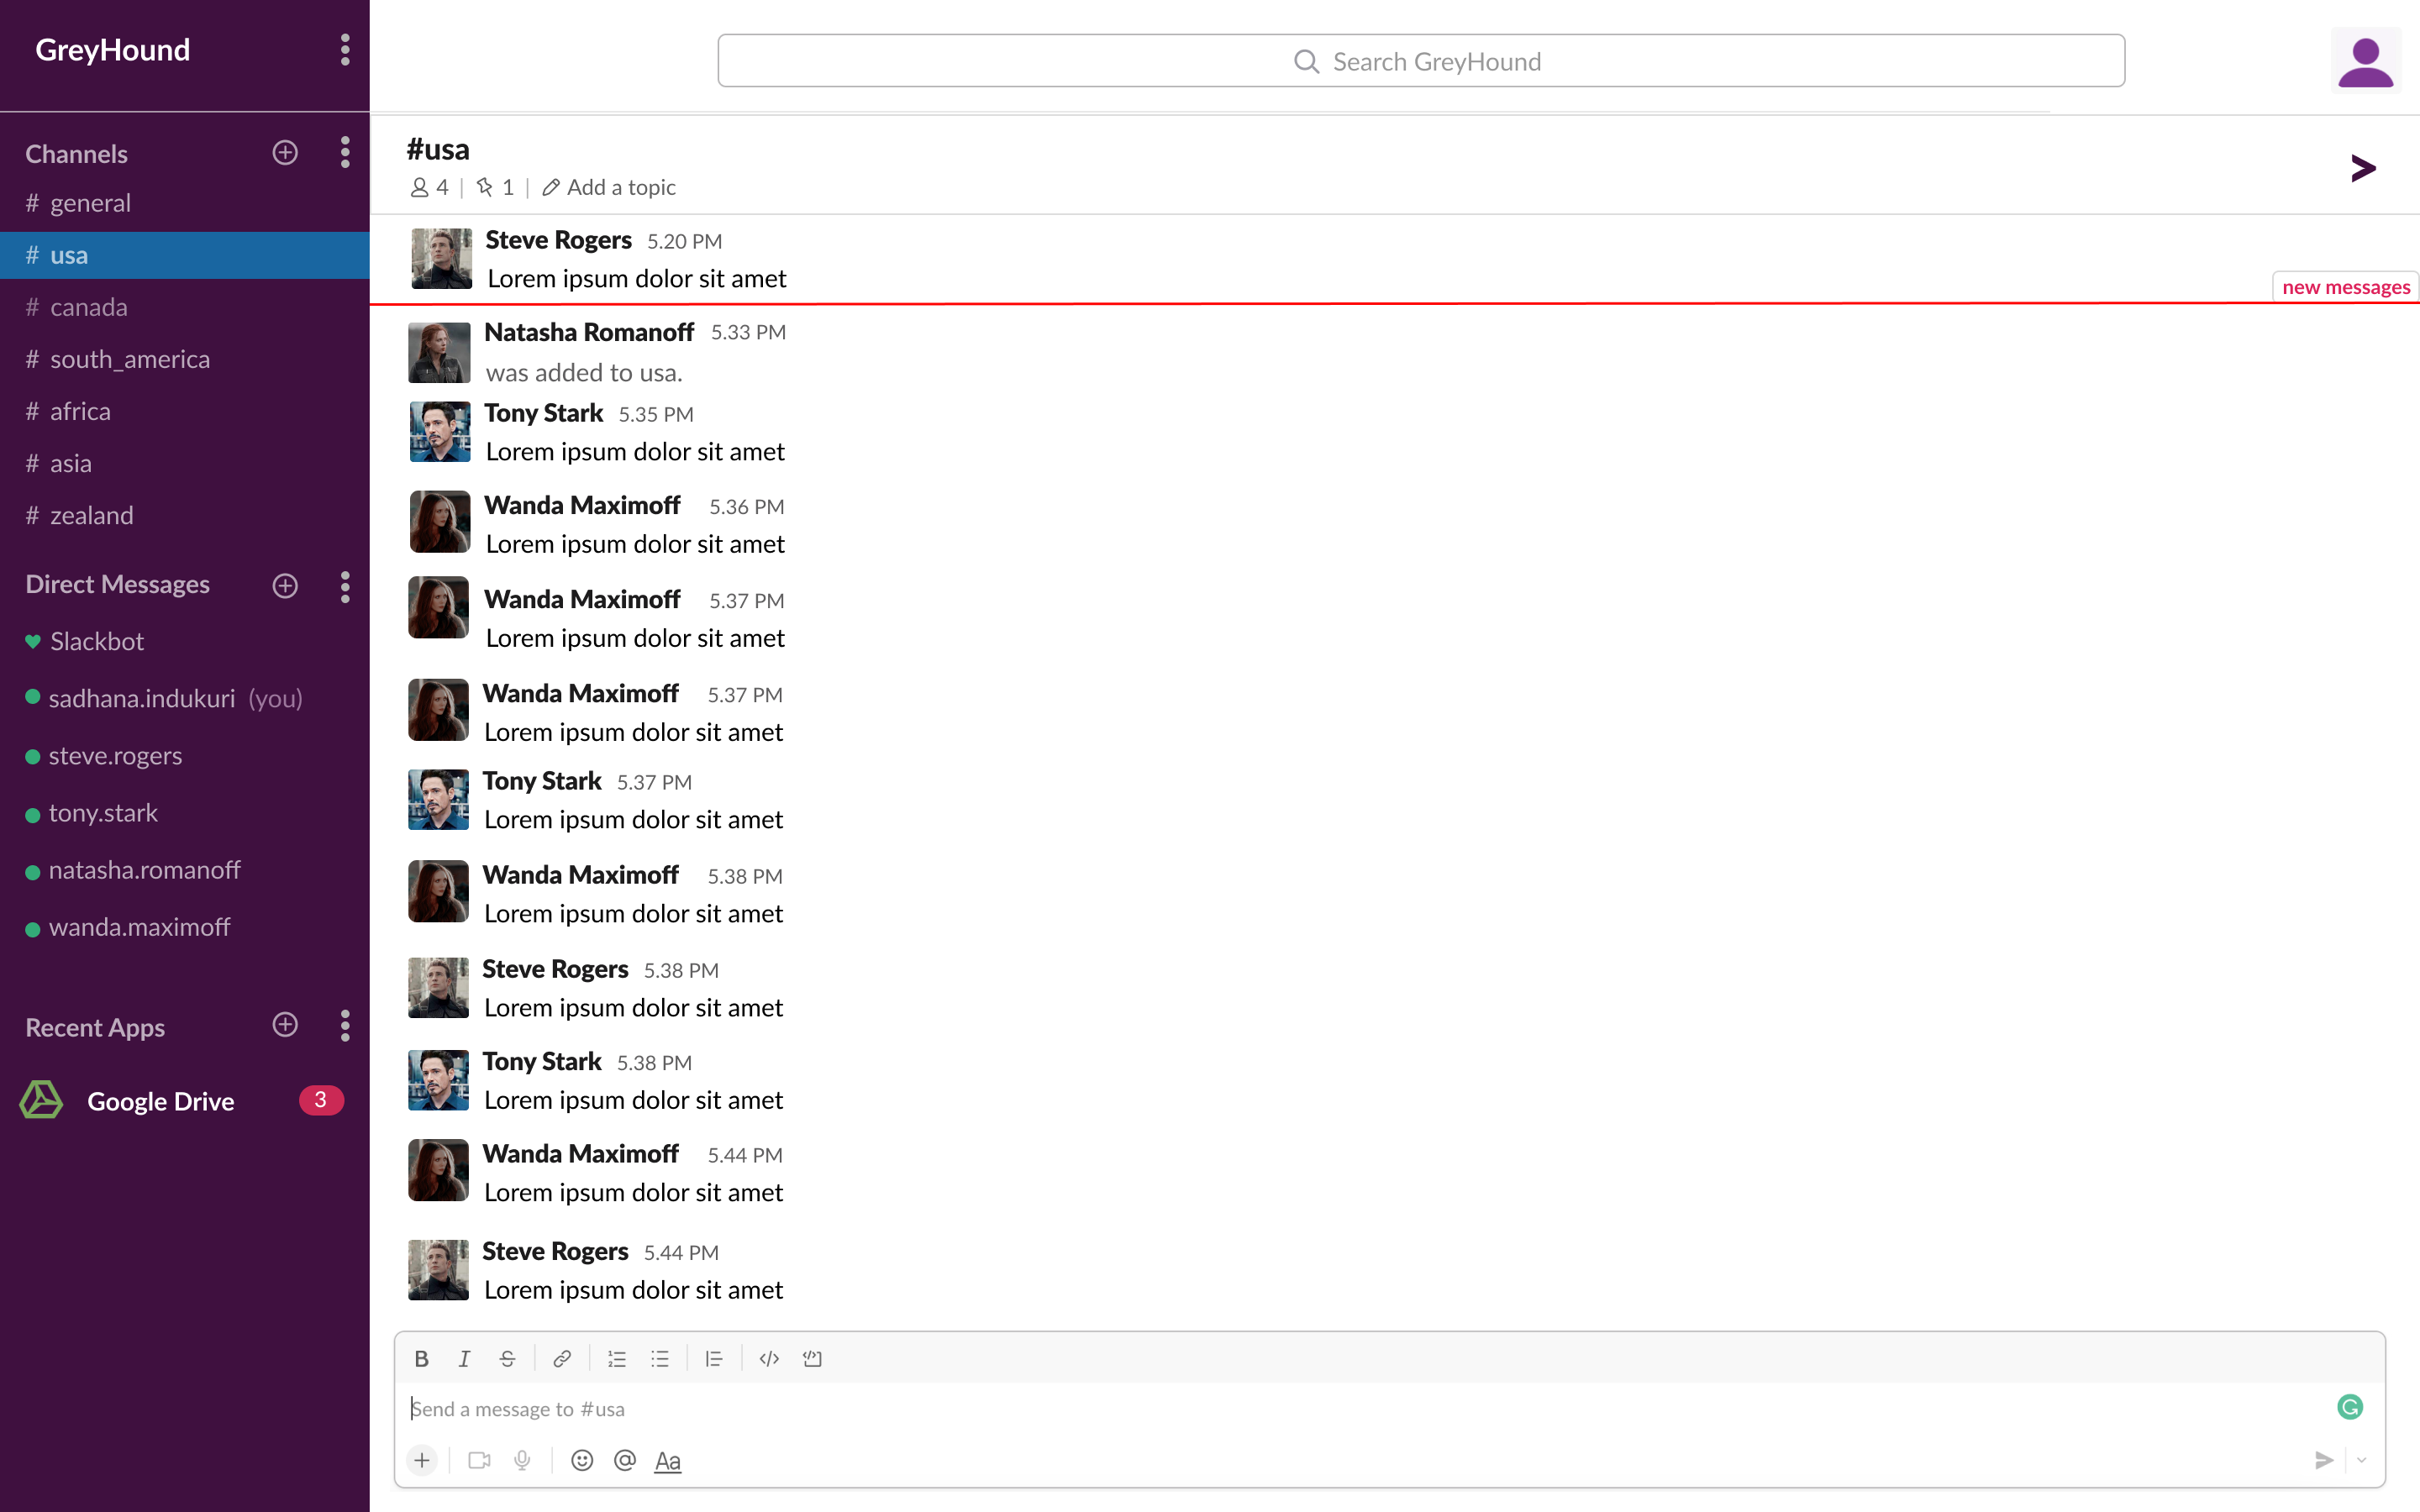 GreyHound
Search GreyHound
Channels
# general
# usa
# canada
# south_america
# africa
# asia
# zealand
Direct Messages
Slackbot
sadhana.indukuri (you)
steve.rogers
tony.stark
natasha.romanoff
wanda.maximoff
Recent Apps
Google Drive 3
#usa
4 | 1 | Add a topic
Steve Rogers 5.20 PM
Lorem ipsum dolor sit amet
new messages
Natasha Romanoff 5.33 PM
was added to usa.
Tony Stark 5.35 PM
Lorem ipsum dolor sit amet
Wanda Maximoff 5.36 PM
Lorem ipsum dolor sit amet
Wanda Maximoff 5.37 PM
Lorem ipsum dolor sit amet
Wanda Maximoff 5.37 PM
Lorem ipsum dolor sit amet
Tony Stark 5.37 PM
Lorem ipsum dolor sit amet
Wanda Maximoff 5.38 PM
Lorem ipsum dolor sit amet
Steve Rogers 5.38 PM
Lorem ipsum dolor sit amet
Tony Stark 5.38 PM
Lorem ipsum dolor sit amet
Wanda Maximoff 5.44 PM
Lorem ipsum dolor sit amet
Steve Rogers 5.44 PM
Lorem ipsum dolor sit amet
B I S
Send a message to #usa
@ Aa